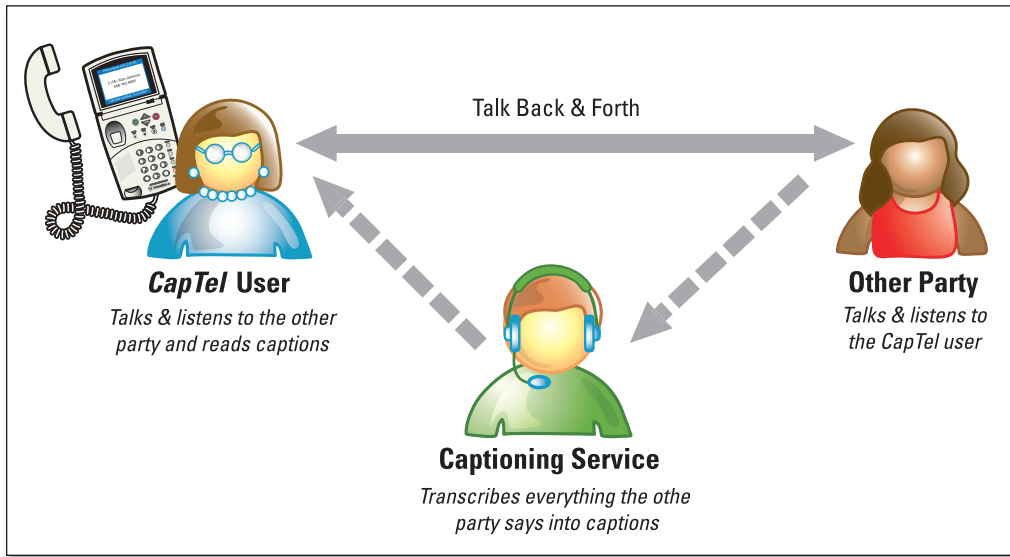 Talk Back & Forth
CapTel User
Talks & listens to the other
party and reads captions
Other Party
Talks & listens to
the CapTel user
Captioning Service
Transcribes everything the othe
party says into captions